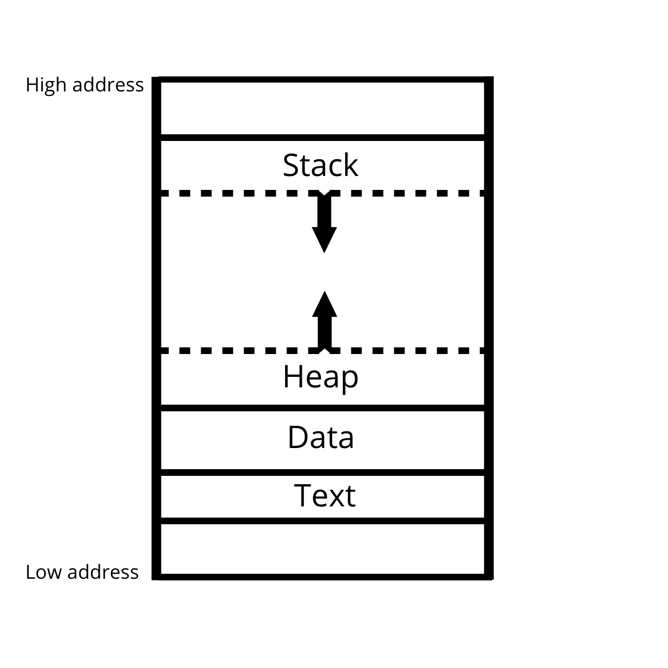 High address
Stack
Heap
Data
Text
Low address